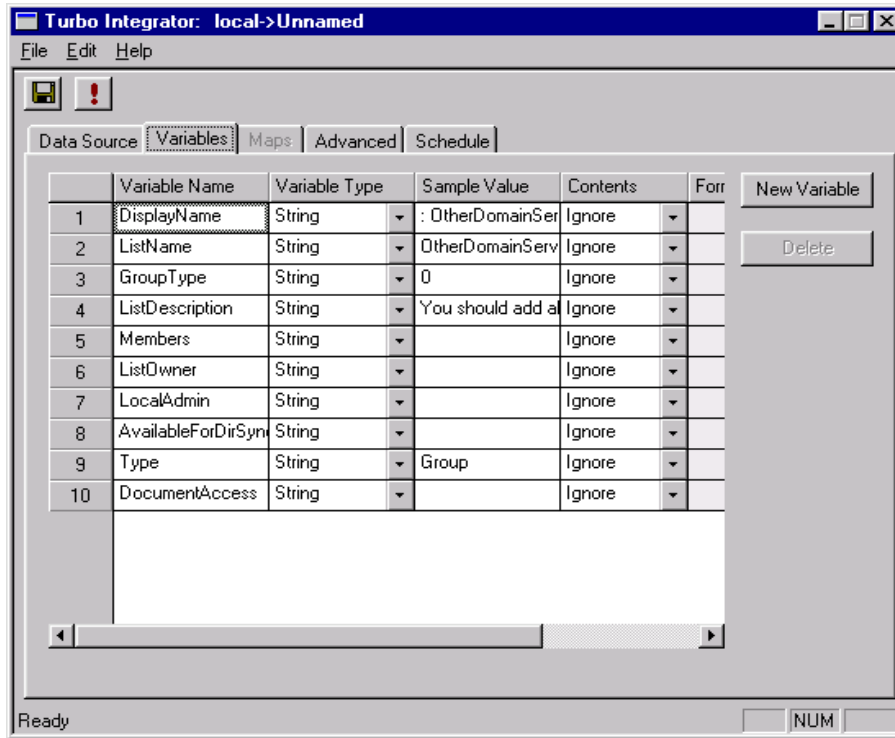 Turbo Integrator: local->Unnamed
File Edit Help
Data Source Variables Maps Advanced Schedule
Variable Name Variable Type Sample Value Contents Forr
New Variable
1 DisplayName String : OtherDomainSer Ignore
2 ListName String OtherDomainServ Ignore
Delete
3 GroupType String 0 Ignore
4 ListDescription String You should add al Ignore
5 Members String Ignore
6 ListOwner String Ignore
7 LocalAdmin String Ignore
8 AvailableForDirSyn String Ignore
9 Type String Group Ignore
10 DocumentAccess String Ignore
Ready NUM